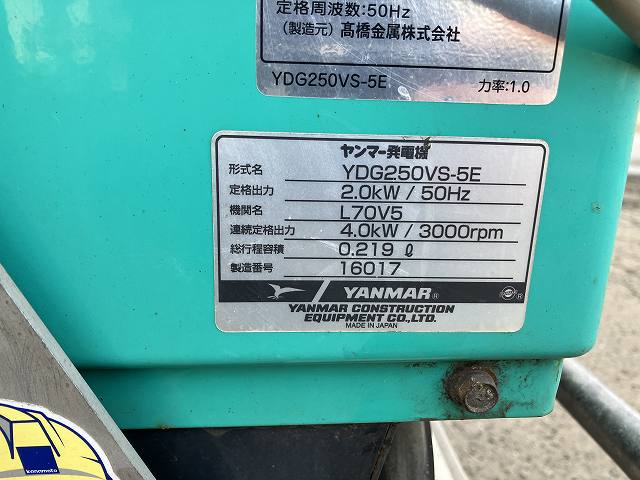 定格周波数:50Hz
(製造元)髙橋金属株式会社
YDG250VS-5E 力率:1.0
ヤンマー発電機
形式名 YDG250VS-5E
定格出力 2.0kW / 50Hz
機関名 L70V5
連続定格出力 4.0kW / 3000rpm
総行程容積 0.219 ℓ
製造番号 16017
YANMAR®
YANMAR CONSTRUCTION
EQUIPMENT CO.,LTD.
MADE IN JAPAN
kanamoto